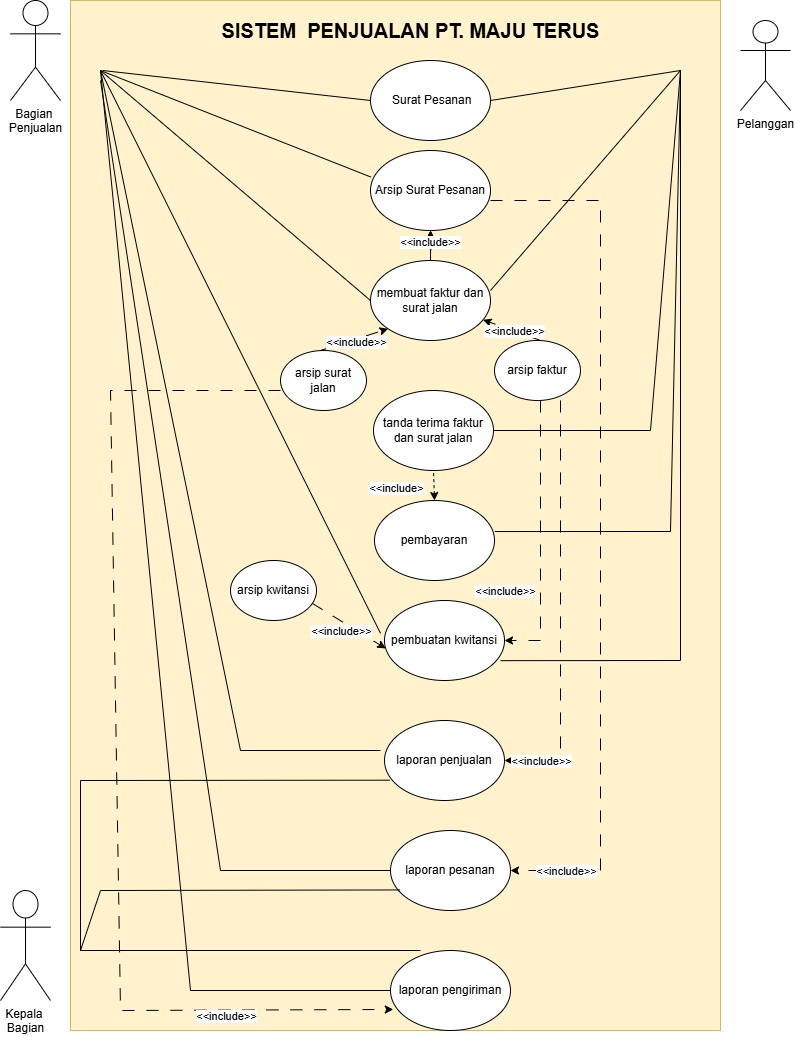 SISTEM  PENJUALAN PT. MAJU TERUS
Bagian
Penjualan
Pelanggan
Surat Pesanan
Arsip Surat Pesanan
<<include>>
membuat faktur dan
surat jalan
<<include>>
<<include>>
arsip surat
jalan
arsip faktur
tanda terima faktur
dan surat jalan
<<include>
pembayaran
arsip kwitansi
<<include>>
<<include>>
pembuatan kwitansi
laporan penjualan
<<include>>
laporan pesanan
<<include>>
laporan pengiriman
<<include>>
Kepala
Bagian